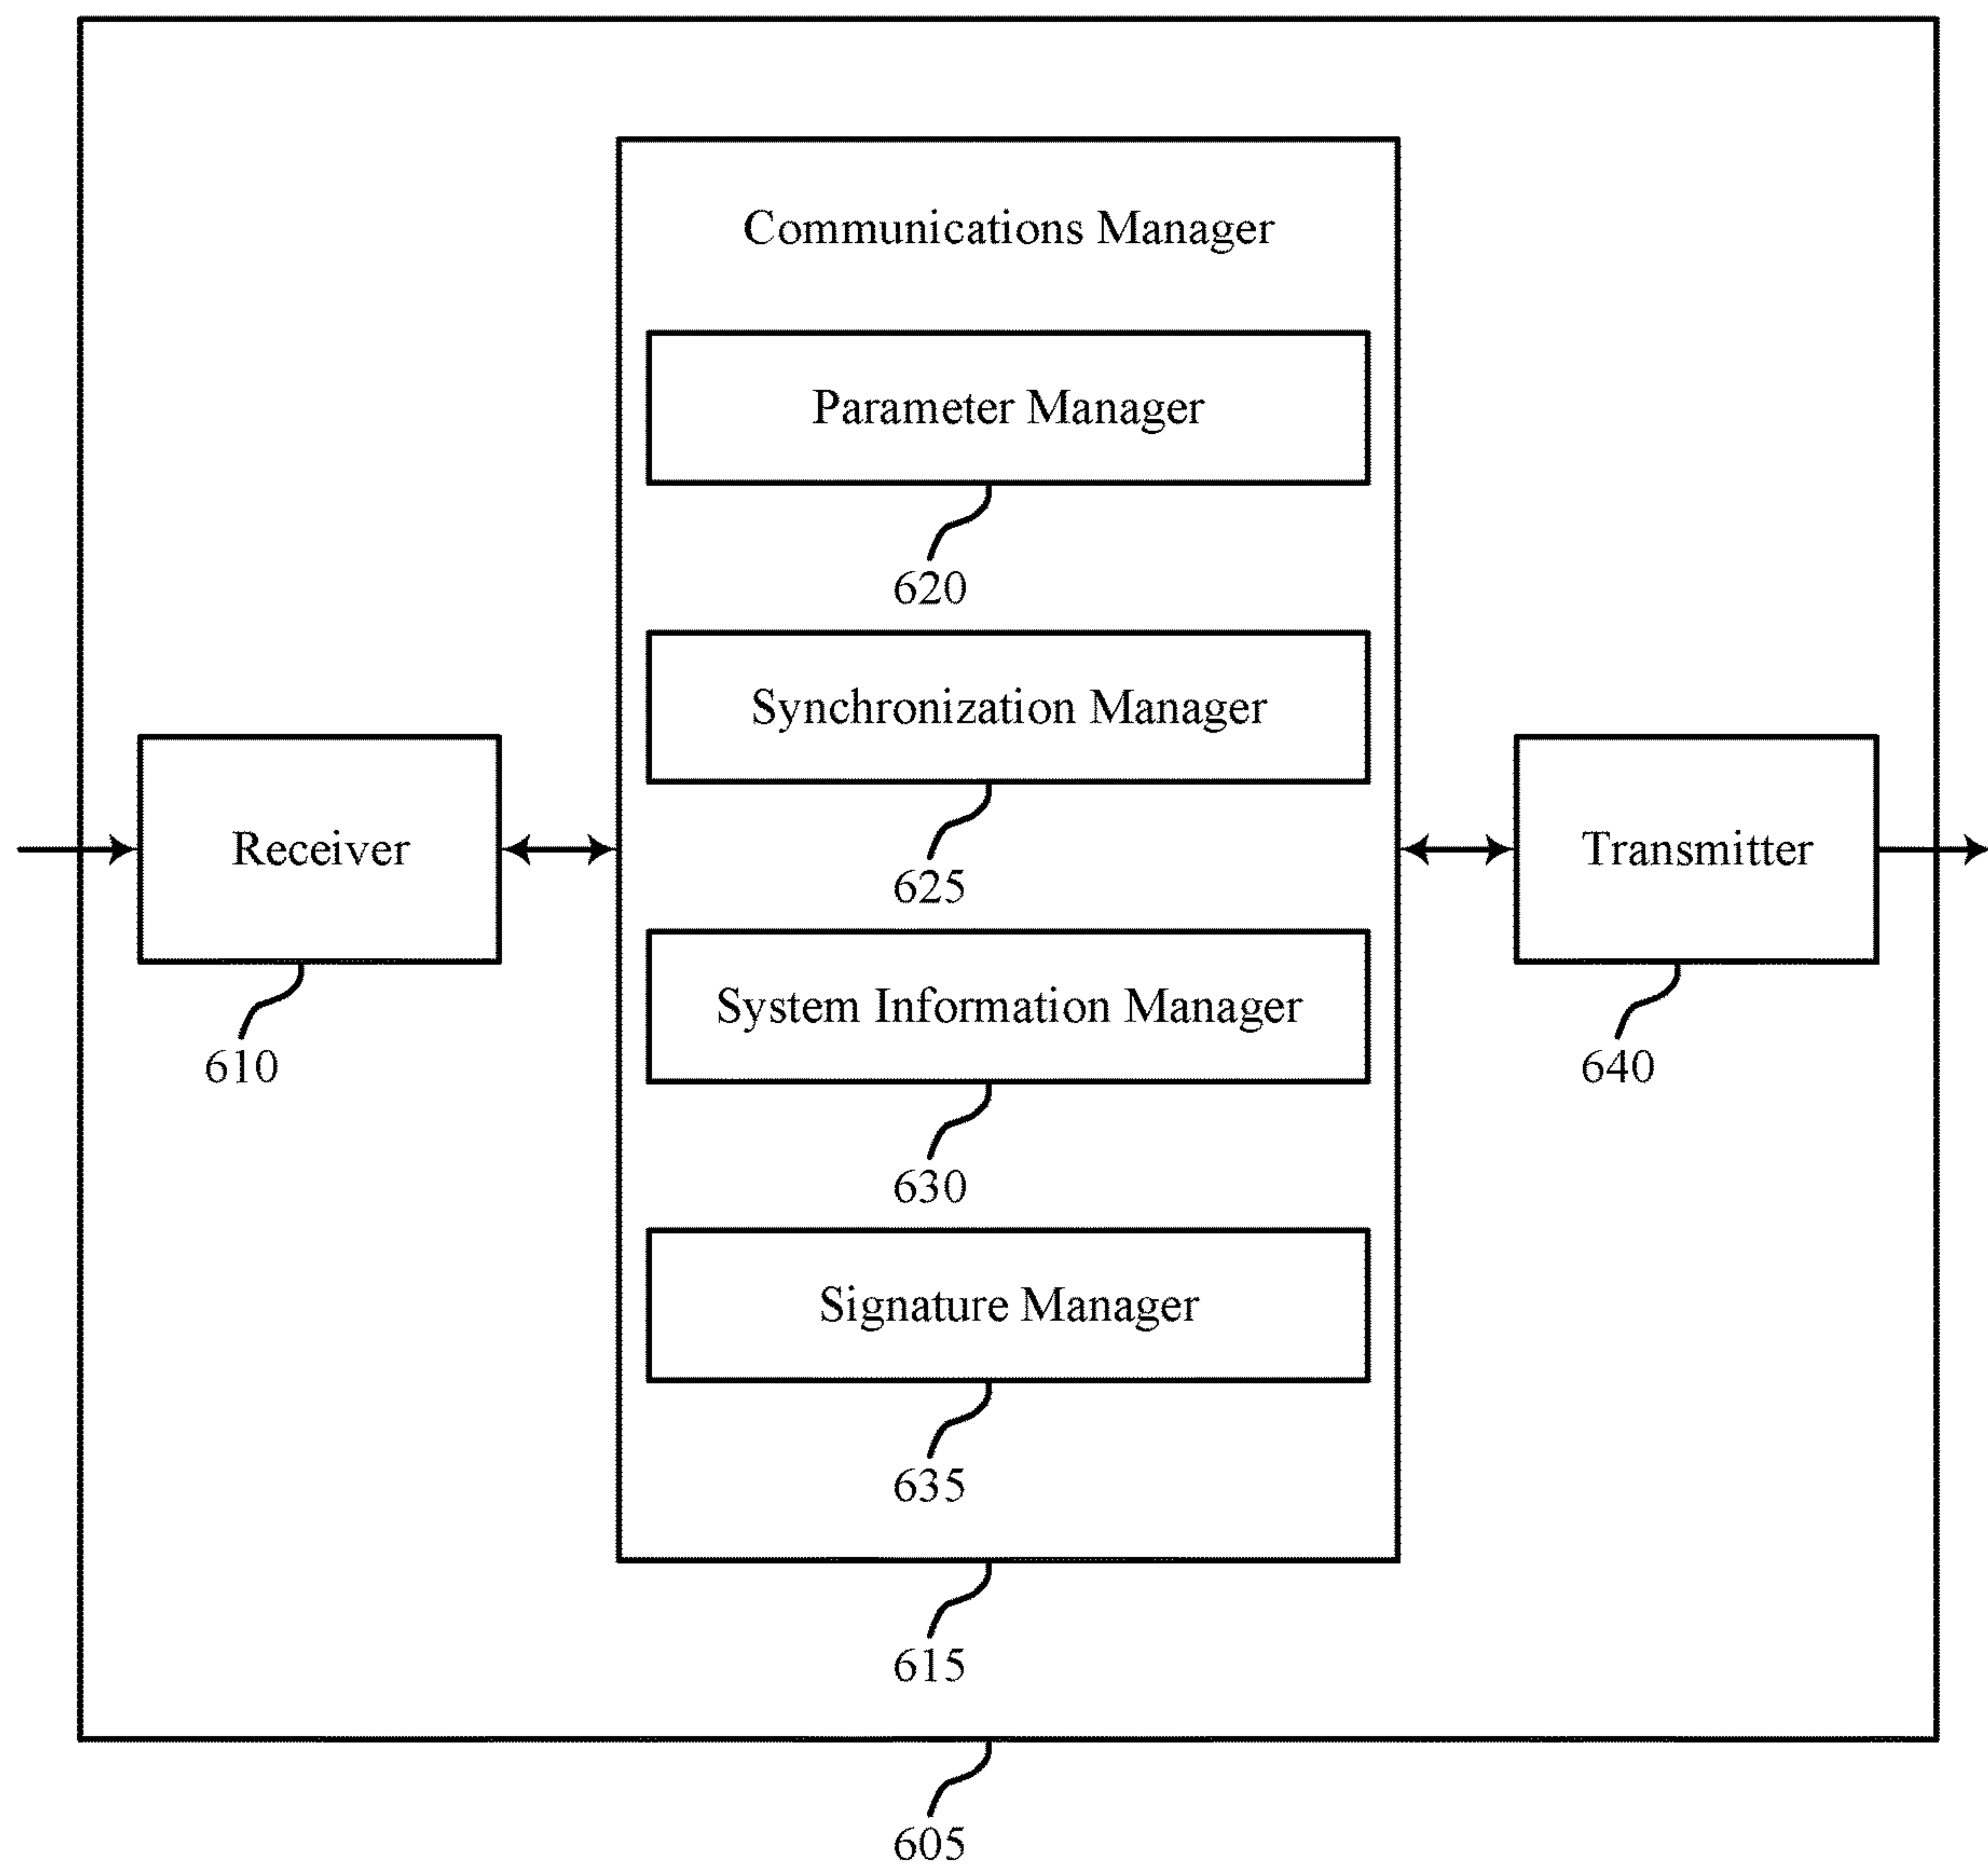 Communications Manager
Parameter Manager
620
Synchronization Manager
625
Receiver
610
Transmitter
640
System Information Manager
630
Signature Manager
635
615
605